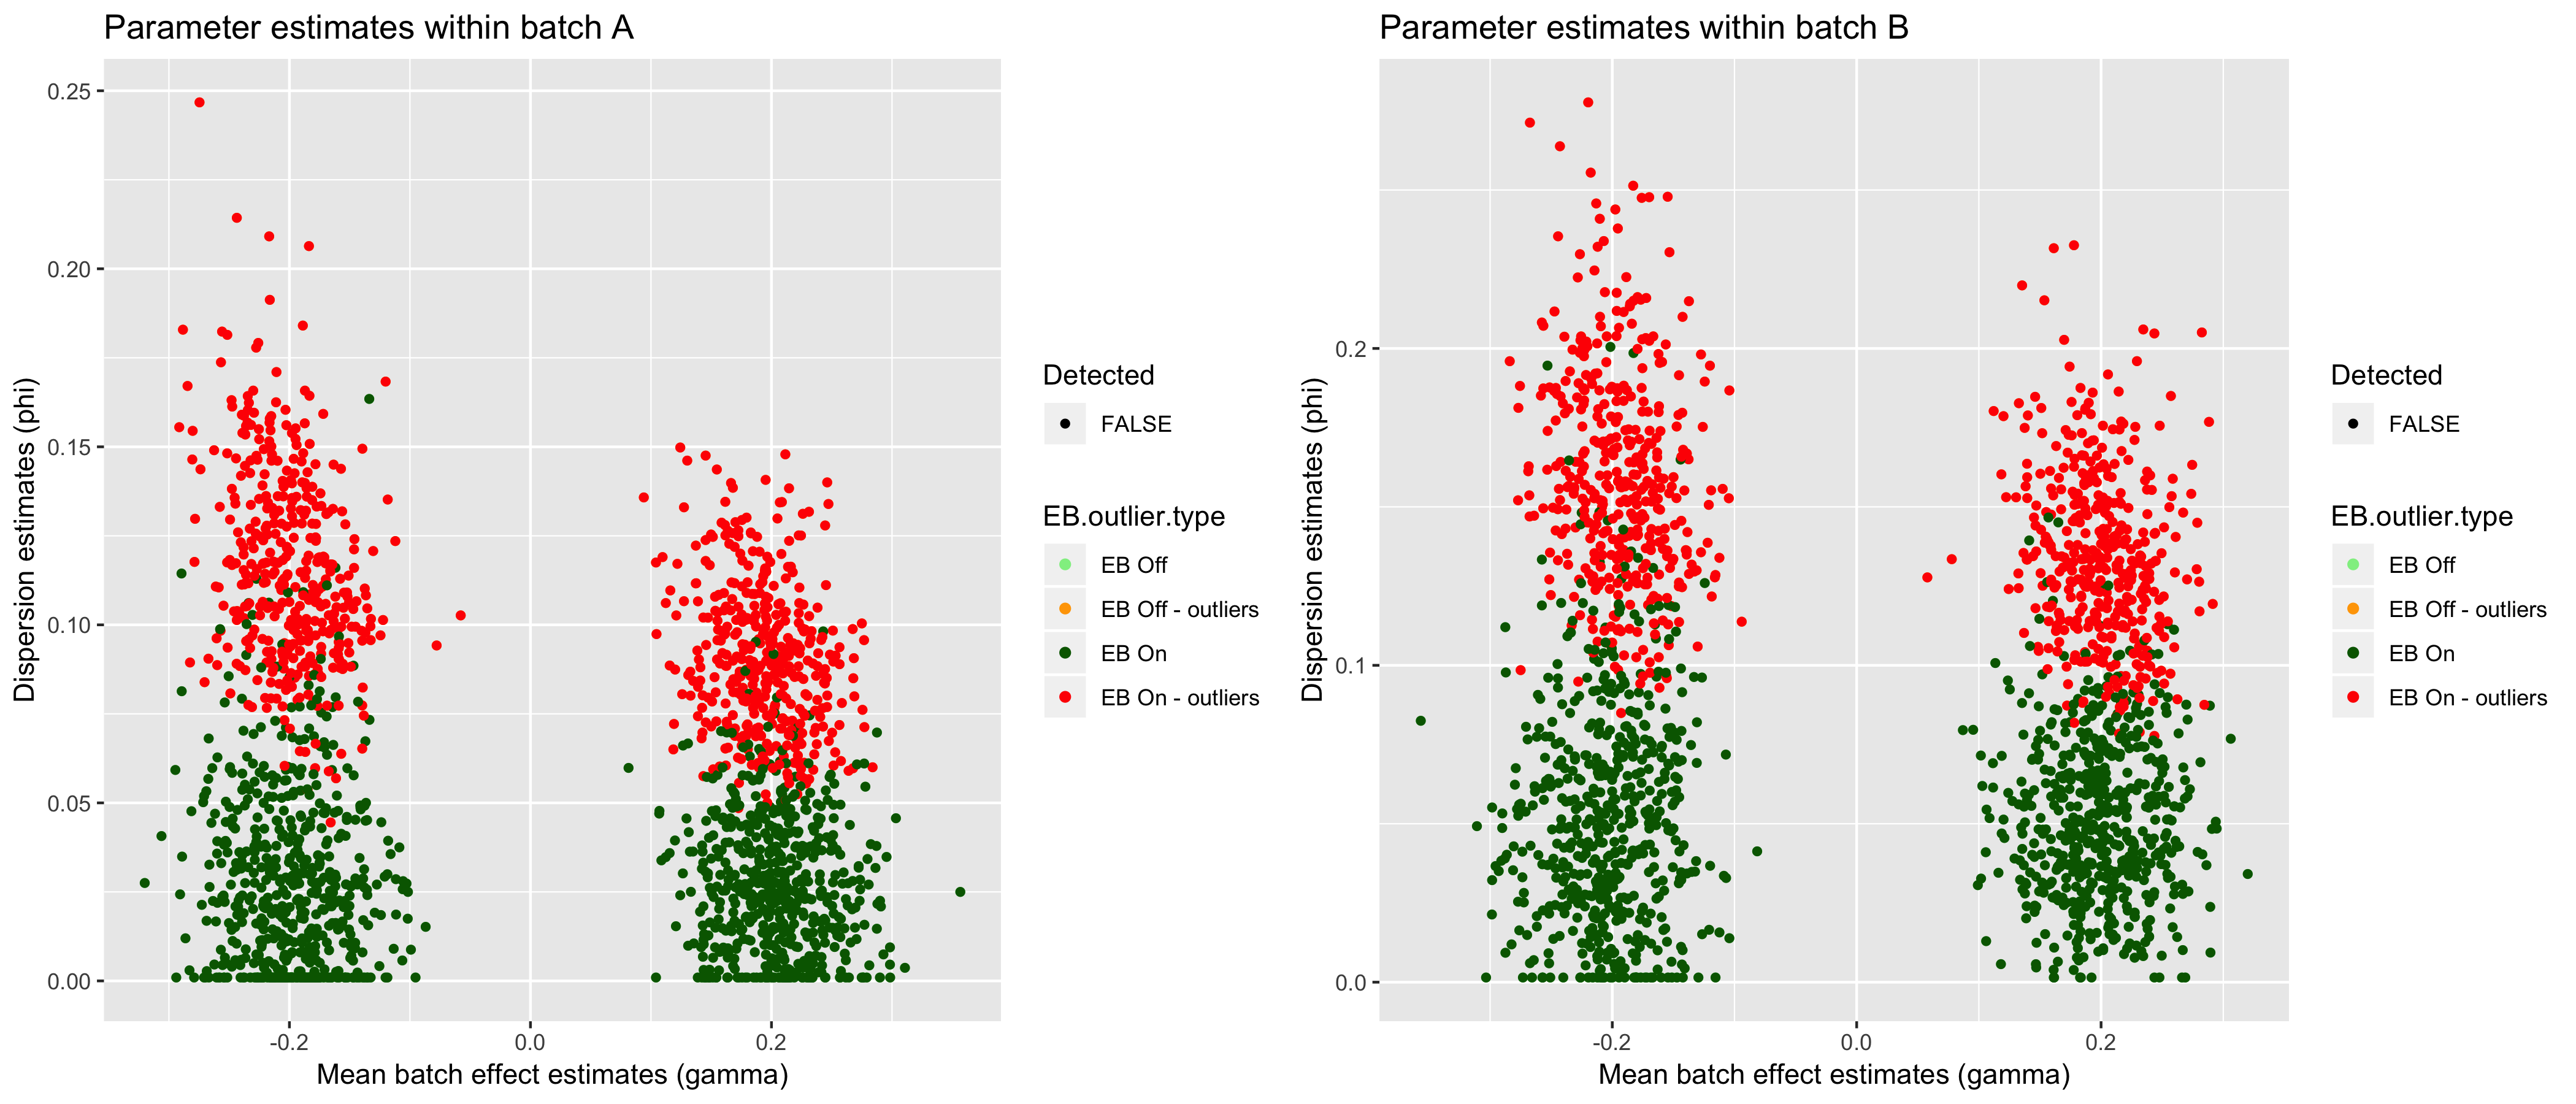 Parameter estimates within batch A
Dispersion estimates (phi)
0.25
0.20
0.15
0.10
0.05
0.00
-0.2
0.0
0.2
Mean batch effect estimates (gamma)
Detected
FALSE
EB.outlier.type
EB Off
EB Off - outliers
EB On
EB On - outliers
Parameter estimates within batch B
Dispersion estimates (phi)
0.2
0.1
0.0
-0.2
0.0
0.2
Mean batch effect estimates (gamma)
Detected
FALSE
EB.outlier.type
EB Off
EB Off - outliers
EB On
EB On - outliers